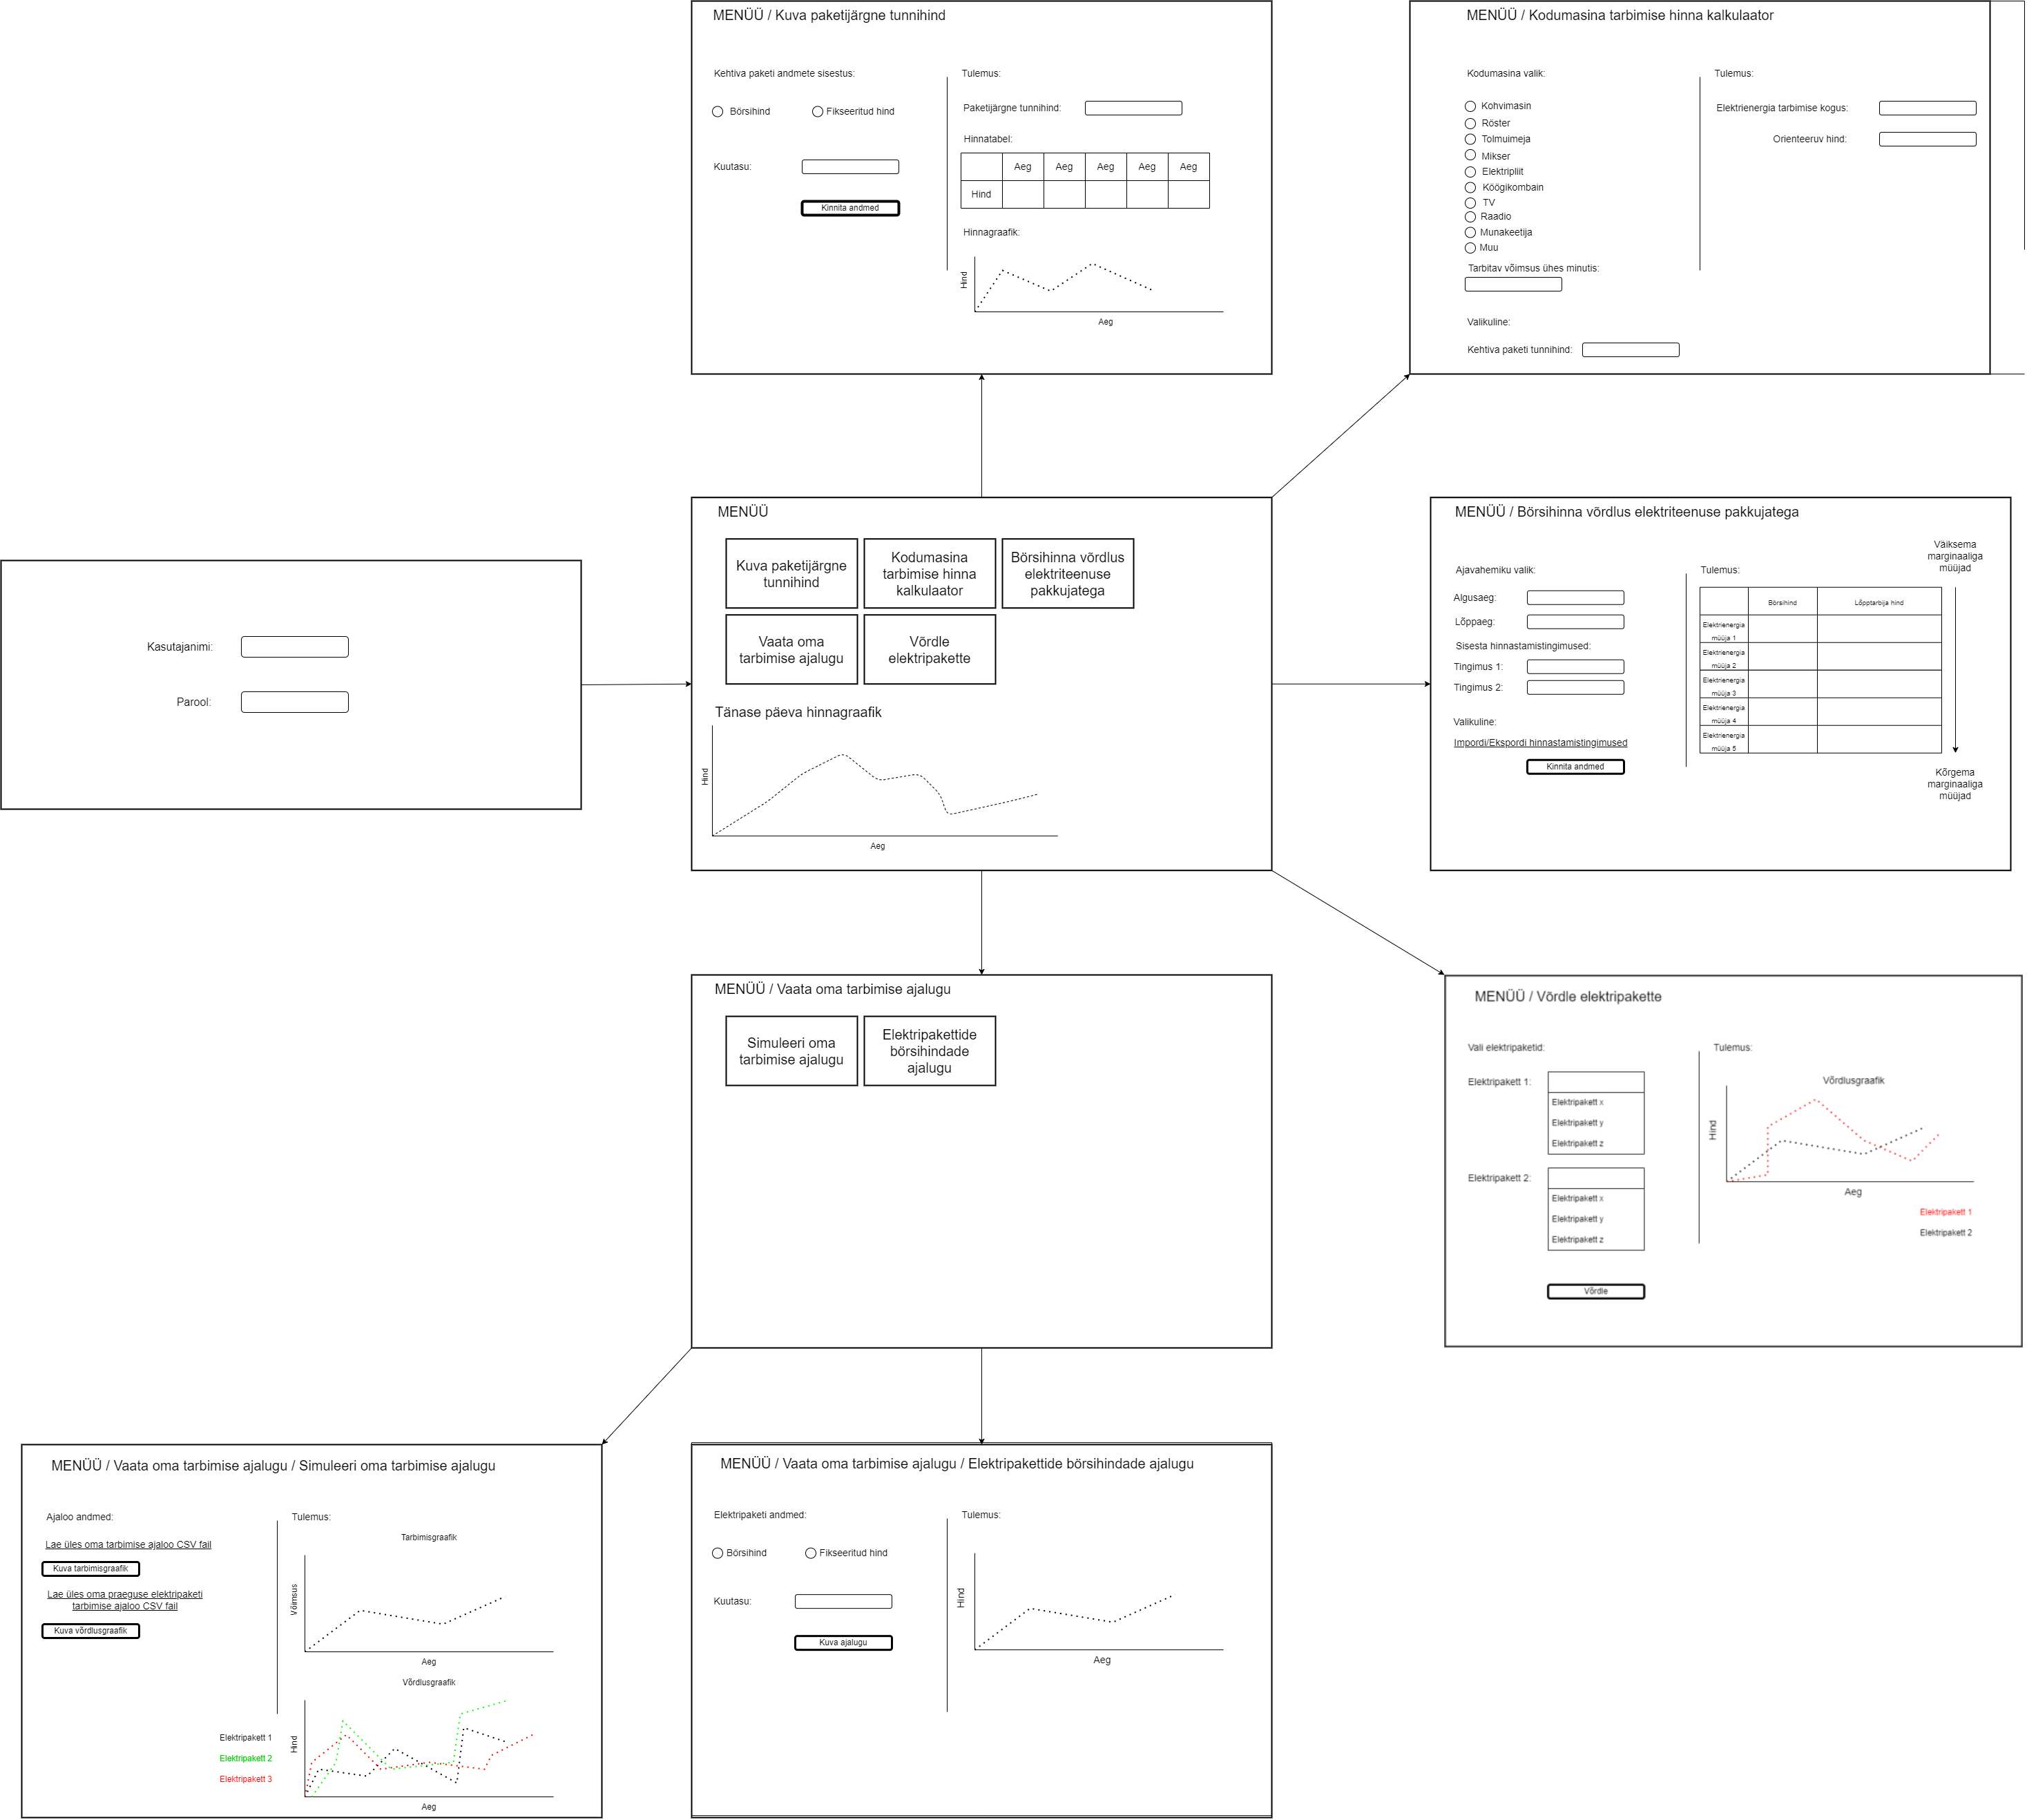 MENÜÜ / Kuva paketijärgne tunnihind
Kehtiva paketi andmete sisestus:
Börsihind
Fikseeritud hind
Kuutasu:
Kinnita andmed
Tulemus:
Paketijärgne tunnihind:
Hinnatabel:
Aeg Aeg Aeg Aeg Aeg
Hind
Hinnagraafik:
Hind
Aeg
MENÜÜ / Kodumasina tarbimise hinna kalkulaator
Kodumasina valik:
Kohvimasin
Röster
Tolmuimeja
Mikser
Elektripliit
Köögikombain
TV
Raadio
Munakeetija
Muu
Tarbitav võimsus ühes minutis:
Valikuline:
Kehtiva paketi tunnihind:
Tulemus:
Elektrienergia tarbimise kogus:
Orienteeruv hind:
Kasutajanimi:
Parool:
MENÜÜ
Kuva paketijärgne
tunnihind
Kodumasina
tarbimise hinna
kalkulaator
Börsihinna võrdlus
elektriteenuse
pakkujatega
Vaata oma
tarbimise ajalugu
Võrdle
elektripakette
Tänase päeva hinnagraafik
Hind
Aeg
MENÜÜ / Börsihinna võrdlus elektriteenuse pakkujatega
Ajavahemiku valik:
Algusaeg:
Lõppaeg:
Sisesta hinnastamistingimused:
Tingimus 1:
Tingimus 2:
Valikuline:
Impordi/Ekspordi hinnastamistingimused
Kinnita andmed
Tulemus:
Börsihind
Lõpptarbija hind
Elektrienergia
müüja 1
Elektrienergia
müüja 2
Elektrienergia
müüja 3
Elektrienergia
müüja 4
Elektrienergia
müüja 5
Väiksema
marginaaliga
müüjad
Kõrgema
marginaaliga
müüjad
MENÜÜ / Vaata oma tarbimise ajalugu
Simuleeri oma
tarbimise ajalugu
Elektripakettide
börsihindade
ajalugu
MENÜÜ / Võrdle elektripakette
Vali elektripaketid:
Elektripakett 1:
Elektripakett x
Elektripakett y
Elektripakett z
Elektripakett 2:
Elektripakett x
Elektripakett y
Elektripakett z
Võrdle
Tulemus:
Võrdlusgraafik
Hind
Aeg
Elektripakett 1
Elektripakett 2
MENÜÜ / Vaata oma tarbimise ajalugu / Simuleeri oma tarbimise ajalugu
Ajaloo andmed:
Lae üles oma tarbimise ajaloo CSV fail
Kuva tarbimisgraafik
Lae üles oma praeguse elektripaketi
tarbimise ajaloo CSV fail
Kuva võrdlusgraafik
Tulemus:
Tarbimisgraafik
Võimsus
Aeg
Võrdlusgraafik
Hind
Aeg
Elektripakett 1
Elektripakett 2
Elektripakett 3
MENÜÜ / Vaata oma tarbimise ajalugu / Elektripakettide börsihindade ajalugu
Elektripaketi andmed:
Börsihind
Fikseeritud hind
Kuutasu:
Kuva ajalugu
Tulemus:
Hind
Aeg